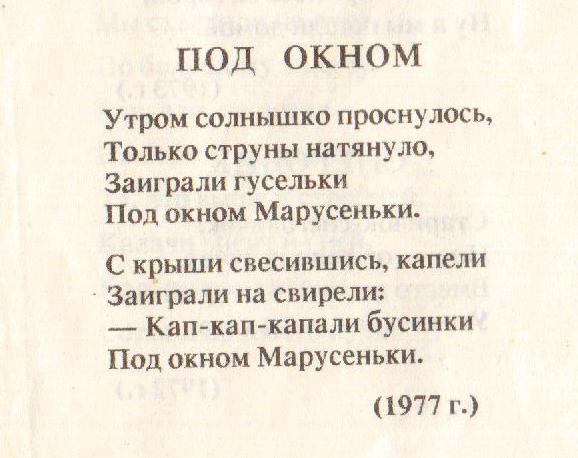 ПОД ОКНОМ
Утром солнышко проснулось,
Только струны натянуло,
Заиграли гусельки
Под окном Марусеньки.
С крыши свесившись, капели
Заиграли на свирели:
— Кап-кап-капали бусинки
Под окном Марусеньки.
(1977 г.)